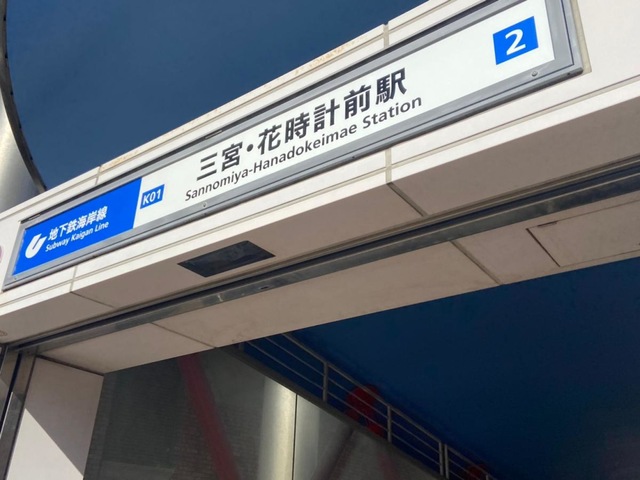 地下鉄海岸線
Subway Kaigan Line
K01
三宮・花時計前駅
Sannomiya-Hanadokeimae Station
2